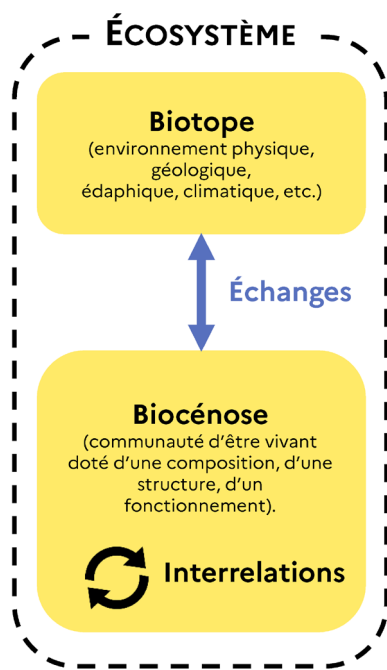 ÉCOSYSTÈME
Biotope
(environnement physique,
géologique,
édaphique, climatique, etc.)
Échanges
Biocénose
(communauté d'être vivant
doté d'une composition, d'une
structure, d'un
fonctionnement).
Interrelations